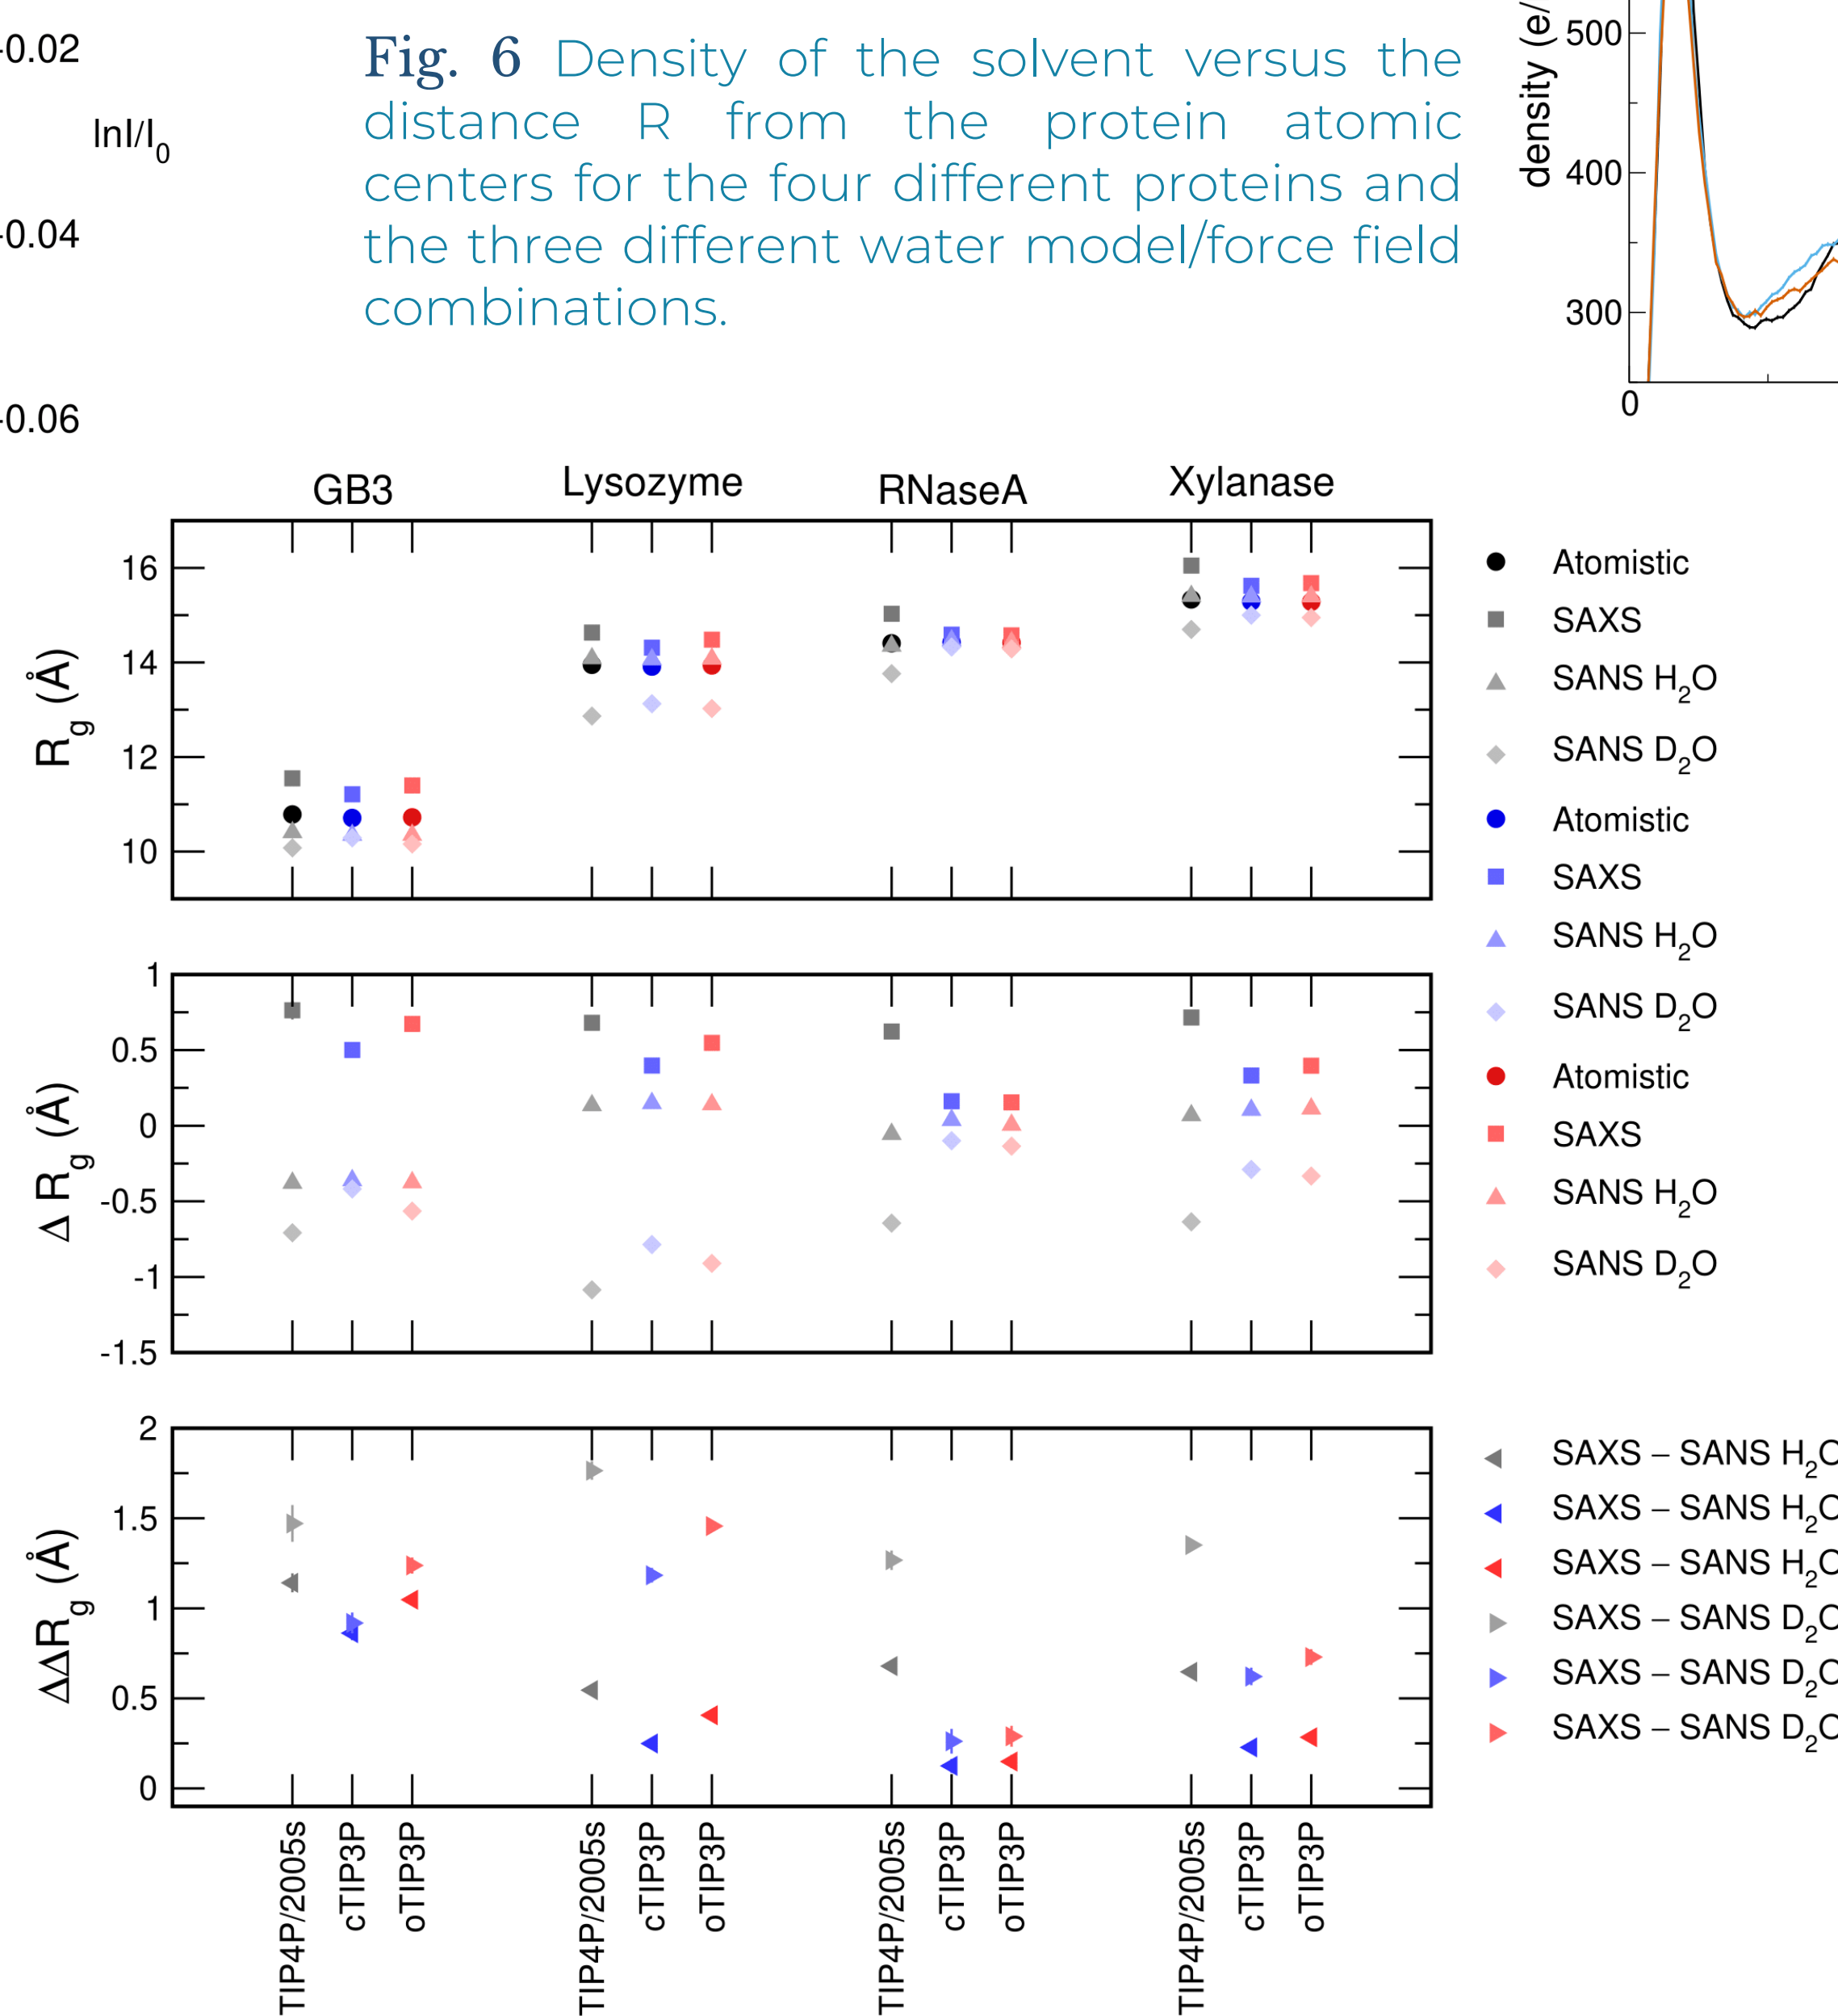 -0.02
lnI/I0
-0.04
-0.06
Fig. 6 Density of the solvent versus the
distance R from the protein atomic
centers for the four different proteins and
the three different water model/force field
combinations.
density (e/
500
400
300
0
GB3 Lysozyme RNaseA Xylanase
Rg (Å)
16
14
12
10
Δ Rg (Å)
1
0.5
0
-0.5
-1
-1.5
ΔΔRg (Å)
2
1.5
1
0.5
0
TIP4P/2005s
cTIP3P
oTIP3P
TIP4P/2005s
cTIP3P
oTIP3P
TIP4P/2005s
cTIP3P
oTIP3P
TIP4P/2005s
cTIP3P
oTIP3P
Atomistic
SAXS
SANS H2O
SANS D2O
Atomistic
SAXS
SANS H2O
SANS D2O
Atomistic
SAXS
SANS H2O
SANS D2O
SAXS – SANS H2O
SAXS – SANS H2O
SAXS – SANS H2O
SAXS – SANS D2O
SAXS – SANS D2O
SAXS – SANS D2O